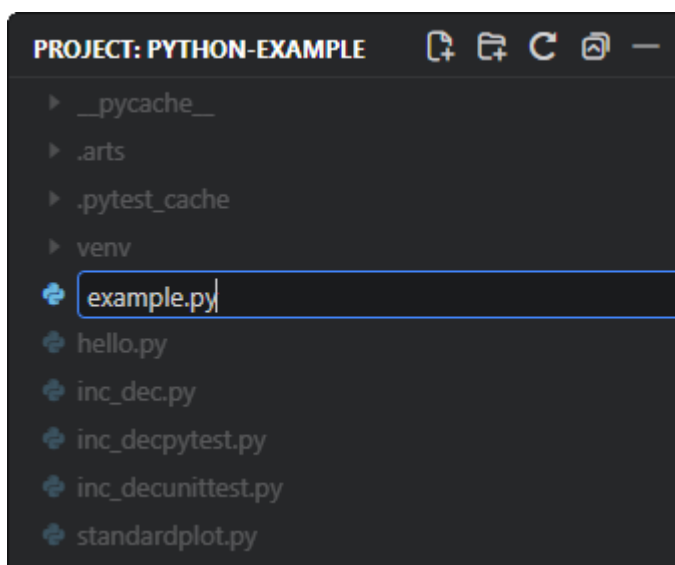 PROJECT: PYTHON-EXAMPLE
__pycache__
.arts
.pytest_cache
venv
example.py
hello.py
inc_dec.py
inc_decpytest.py
inc_decunittest.py
standardplot.py